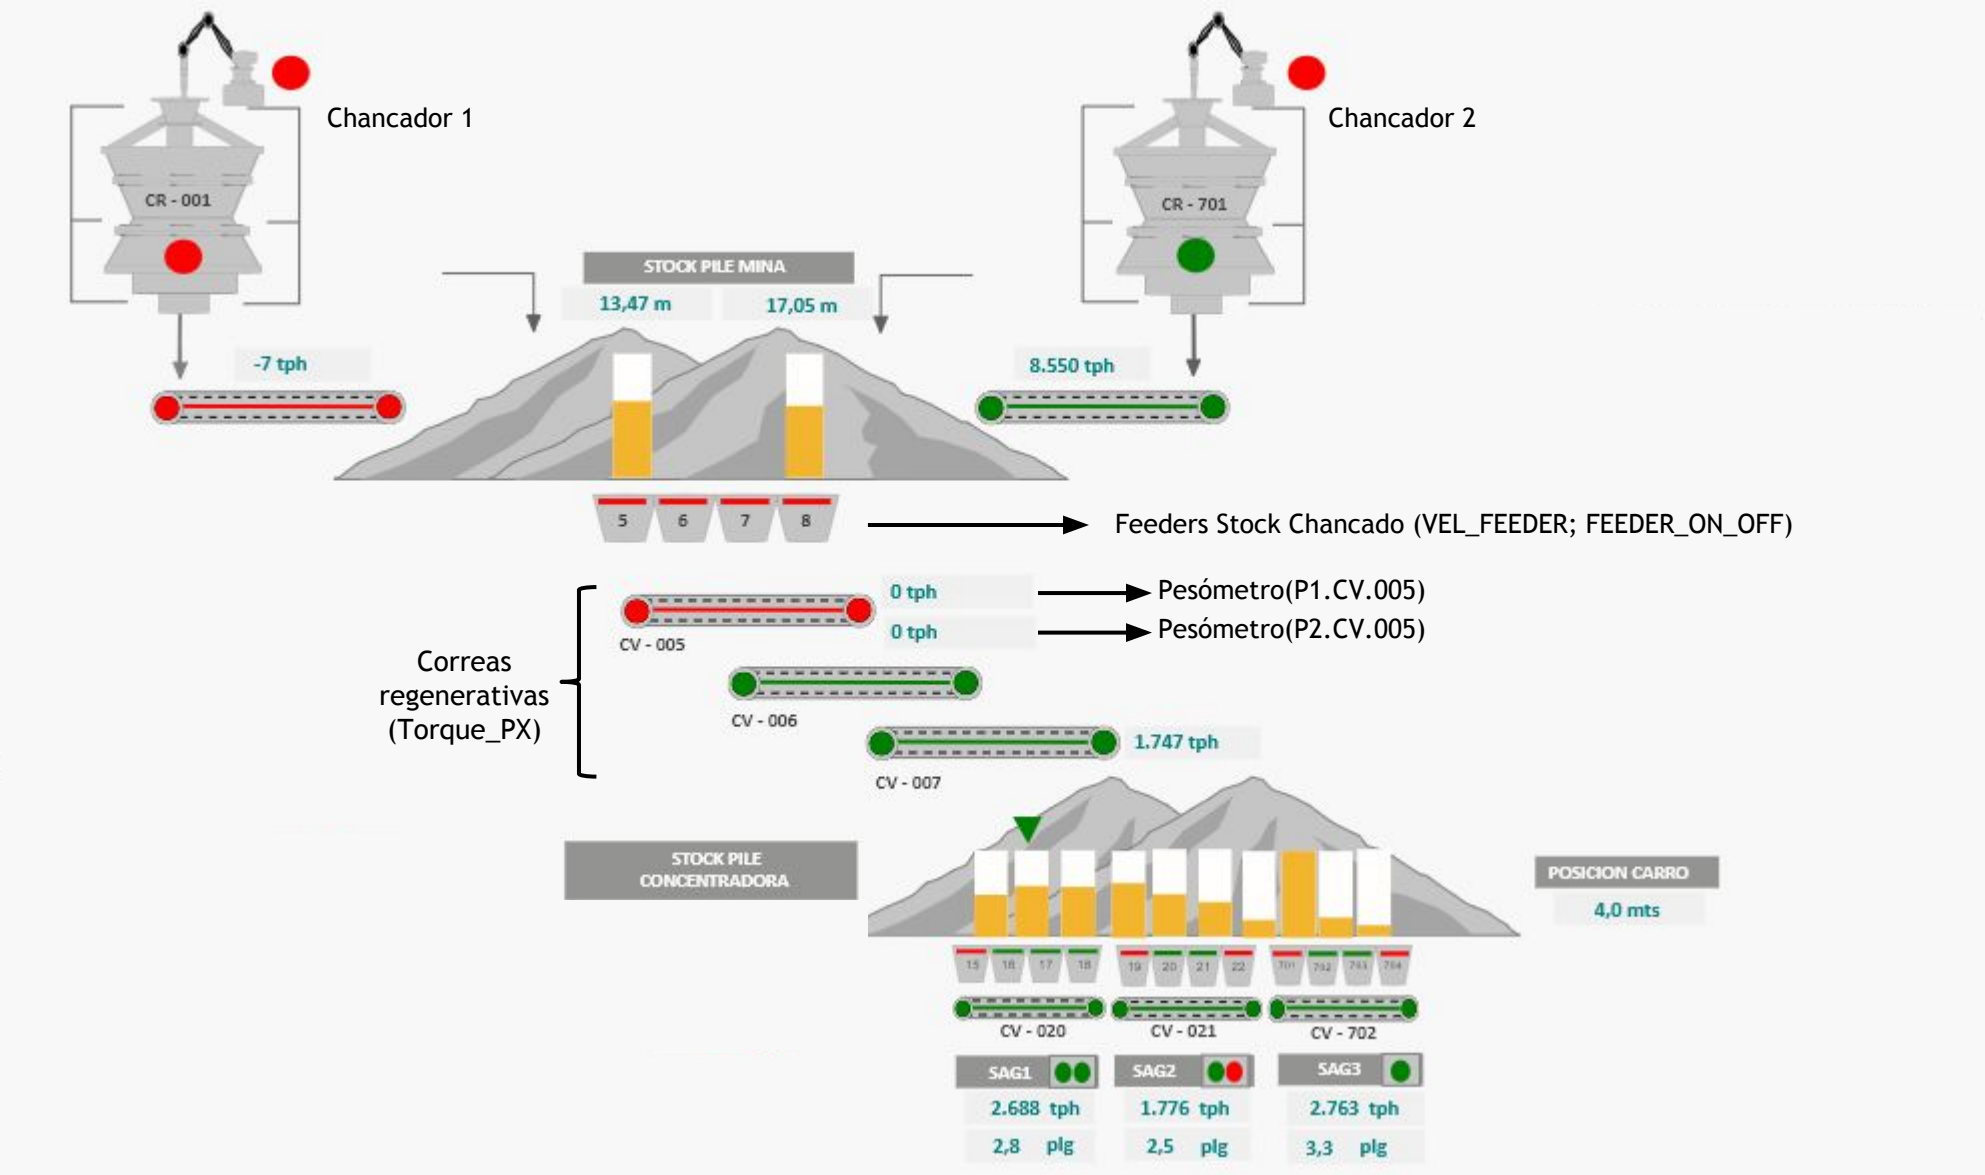 Chancador 1
Chancador 2
CR - 001
CR - 701
STOCK PILE MINA
13,47 m
17,05 m
-7 tph
8.550 tph
5
6
7
8
Feeders Stock Chancado (VEL_FEEDER; FEEDER_ON_OFF)
0 tph
Pesómetro(P1.CV.005)
0 tph
Pesómetro(P2.CV.005)
CV - 005
Correas
regenerativas
(Torque_PX)
CV - 006
1.747 tph
CV - 007
STOCK PILE
CONCENTRADORA
POSICION CARRO
4,0 mts
15
16
17
18
19
20
21
22
701
702
703
704
CV - 020
CV - 021
CV - 702
SAG1
SAG2
SAG3
2.688 tph
1.776 tph
2.763 tph
2,8 plg
2,5 plg
3,3 plg